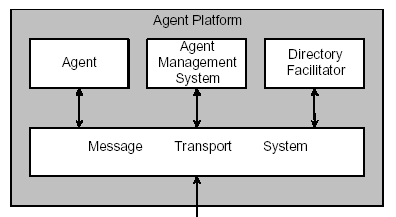 Agent Platform
Agent
Agent
Management
System
Directory
Facilitator
Message Transport System